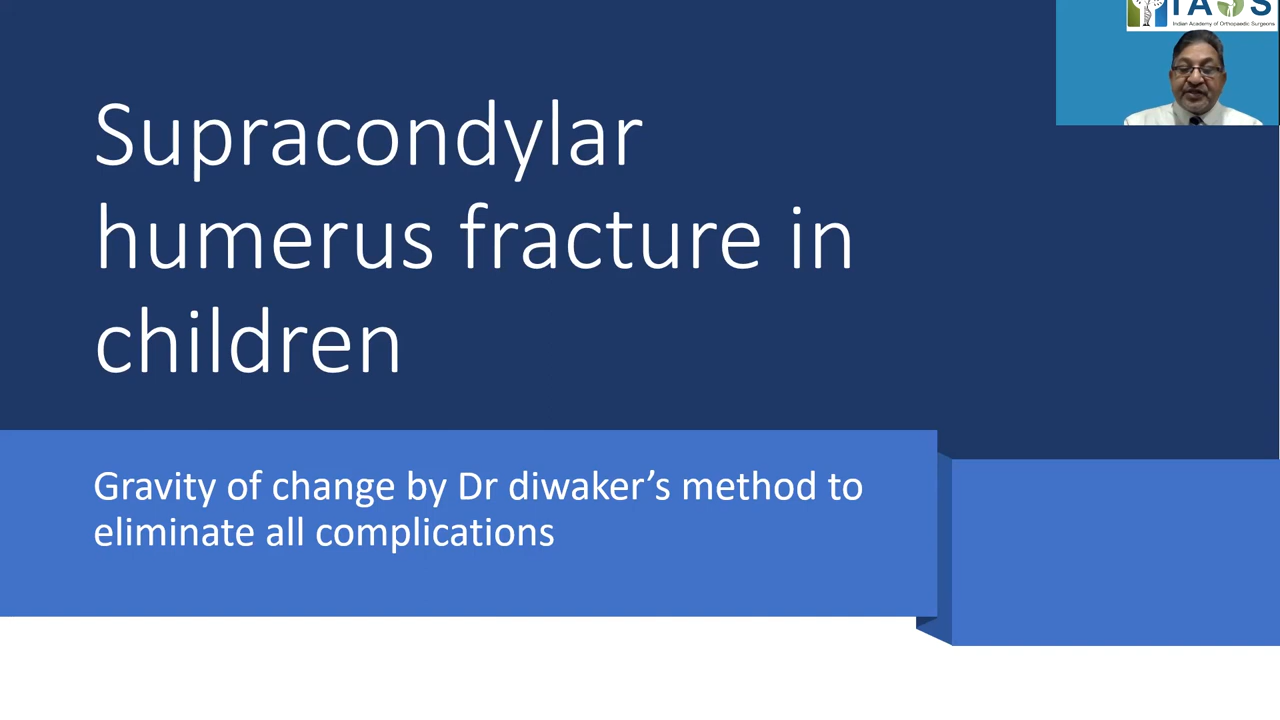 IAOS
Indian Academy of Orthopaedic Surgeons
Supracondylar
humerus fracture in
children
Gravity of change by Dr diwaker’s method to
eliminate all complications